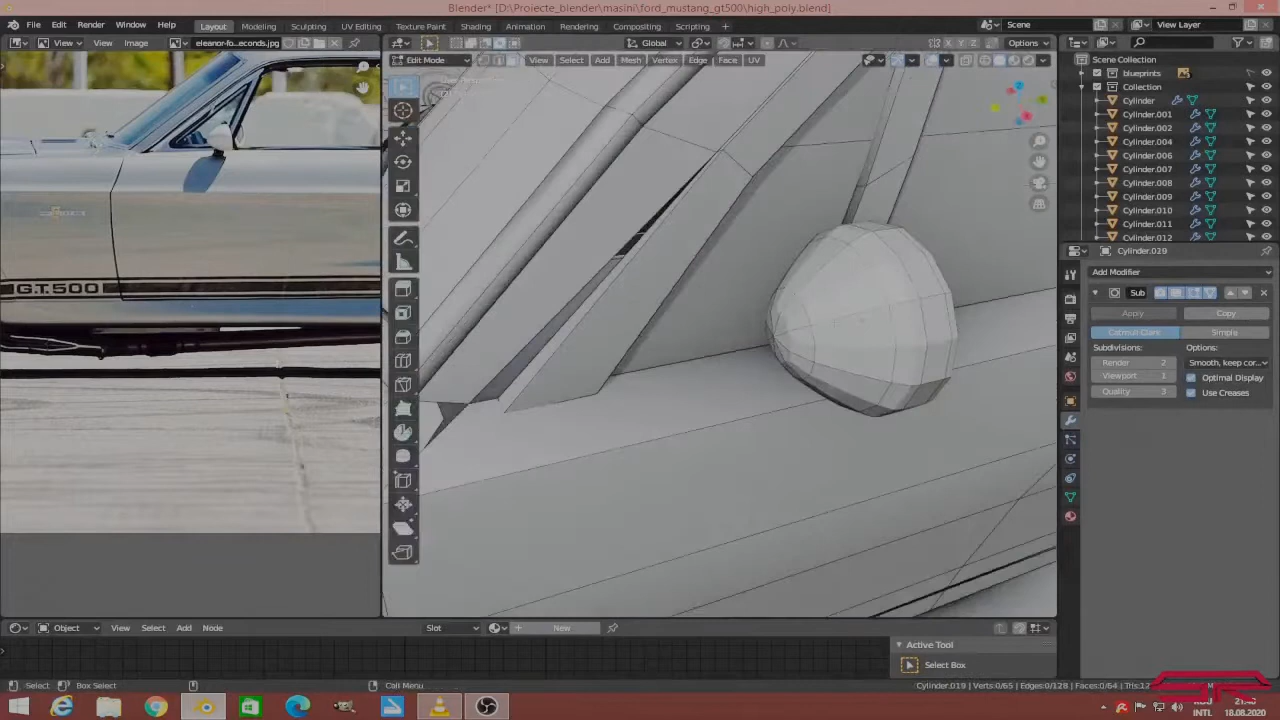 Blender* [D:\Proiecte_blender\masini\ford_mustang_gt500\high_poly.blend]
File Edit Render Window Help Layout Modeling Sculpting UV Editing Texture Paint Shading Animation Rendering Compositing Scripting + Scene View Layer
View View Image eleanor-fo...econds.jpg Global Options
Edit Mode View Select Add Mesh Vertex Edge Face UV
Scene Collection
blueprints
Collection
Cylinder
Cylinder.001
Cylinder.002
Cylinder.004
Cylinder.006
Cylinder.007
Cylinder.008
Cylinder.009
Cylinder.010
Cylinder.011
Cylinder.012
Cylinder.029
Add Modifier
Sub
Apply Copy
Catmull-Clark Simple
Subdivisions: Options:
Render 2 Smooth, keep cor...
Viewport 1 Optimal Display
Quality 3 Use Creases
G.T.500
Object View Select Add Node Slot New
Active Tool
Select Box
Select Box Select Call Menu Cylinder.019 | Verts:0/65 | Edges:0/128 | Faces:0/64 | Tris:12
INTL 18.08.2020